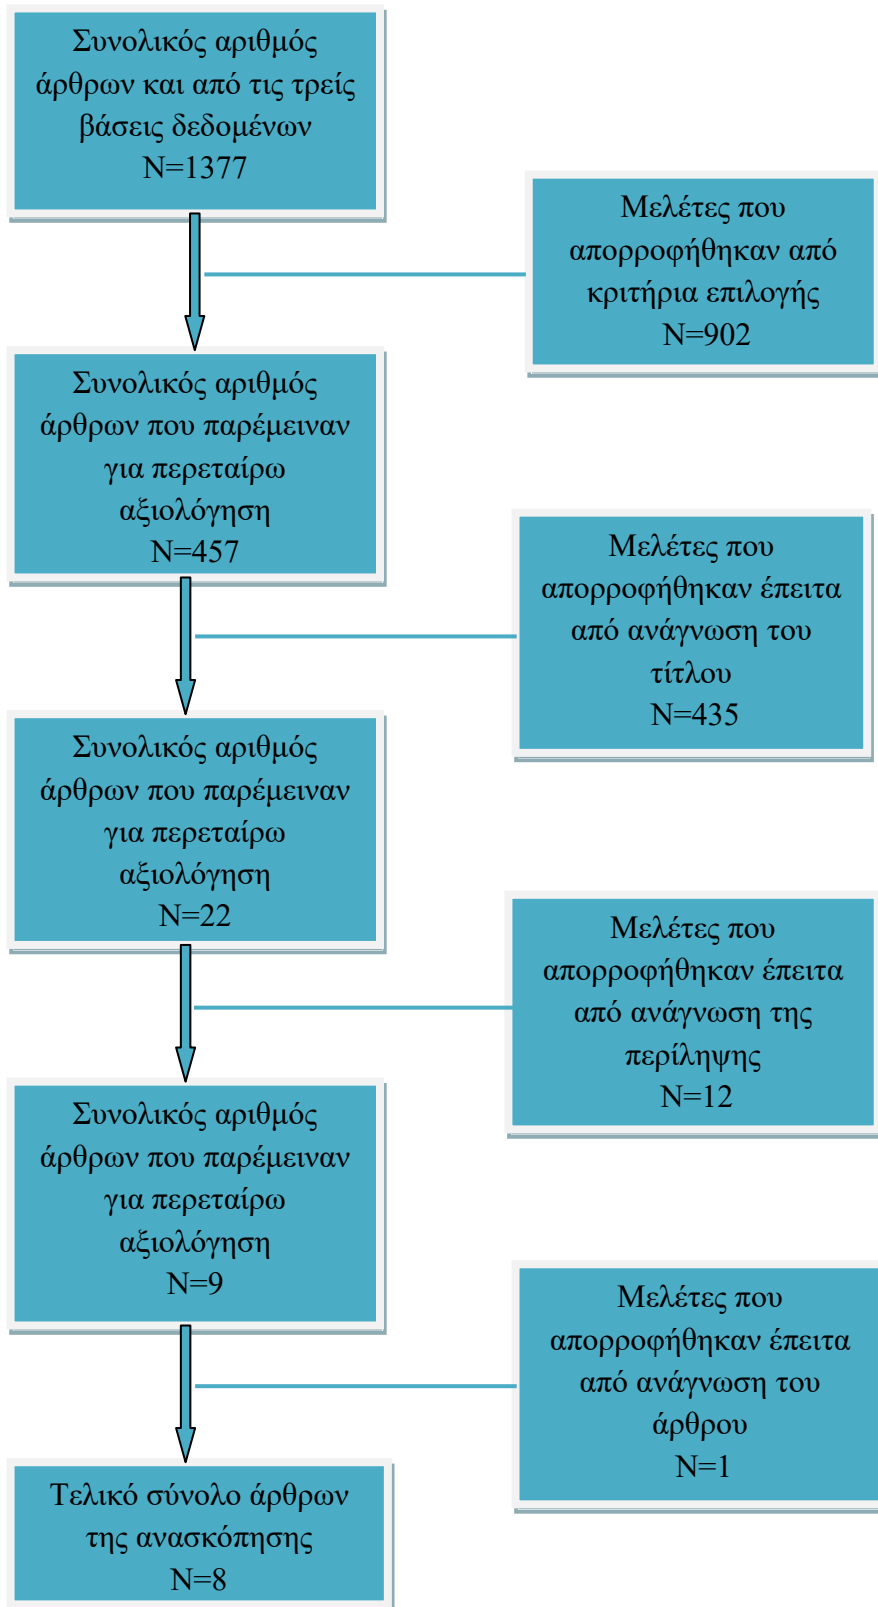 Συνολικός αριθμός
άρθρων και από τις τρείς
βάσεις δεδομένων
N=1377
Μελέτες που
απορροφήθηκαν από
κριτήρια επιλογής
N=902
Συνολικός αριθμός
άρθρων που παρέμειναν
για περεταίρω
αξιολόγηση
N=457
Μελέτες που
απορροφήθηκαν έπειτα
από ανάγνωση του
τίτλου
N=435
Συνολικός αριθμός
άρθρων που παρέμειναν
για περεταίρω
αξιολόγηση
N=22
Μελέτες που
απορροφήθηκαν έπειτα
από ανάγνωση της
περίληψης
N=12
Συνολικός αριθμός
άρθρων που παρέμειναν
για περεταίρω
αξιολόγηση
N=9
Μελέτες που
απορροφήθηκαν έπειτα
από ανάγνωση του
άρθρου
N=1
Τελικό σύνολο άρθρων
της ανασκόπησης
N=8